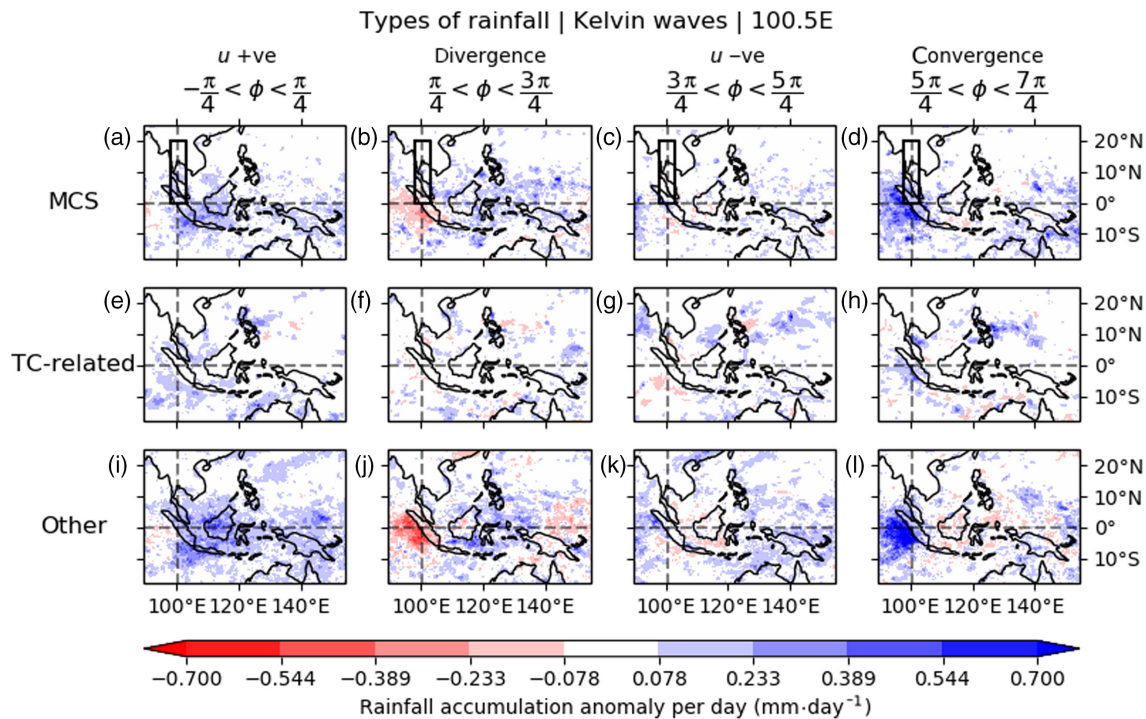 Types of rainfall | Kelvin waves | 100.5E
u +ve Divergence u −ve Convergence
−π/4 < ϕ < π/4 π/4 < ϕ < 3π/4 3π/4 < ϕ < 5π/4 5π/4 < ϕ < 7π/4
(a) (b) (c) (d) 20°N
10°N
MCS 0°
10°S
(e) (f) (g) (h) 20°N
10°N
TC-related 0°
10°S
(i) (j) (k) (l) 20°N
10°N
Other 0°
10°S
100°E 120°E 140°E 100°E 120°E 140°E 100°E 120°E 140°E 100°E 120°E 140°E
−0.700 −0.544 −0.389 −0.233 −0.078 0.078 0.233 0.389 0.544 0.700
Rainfall accumulation anomaly per day (mm·day⁻¹)